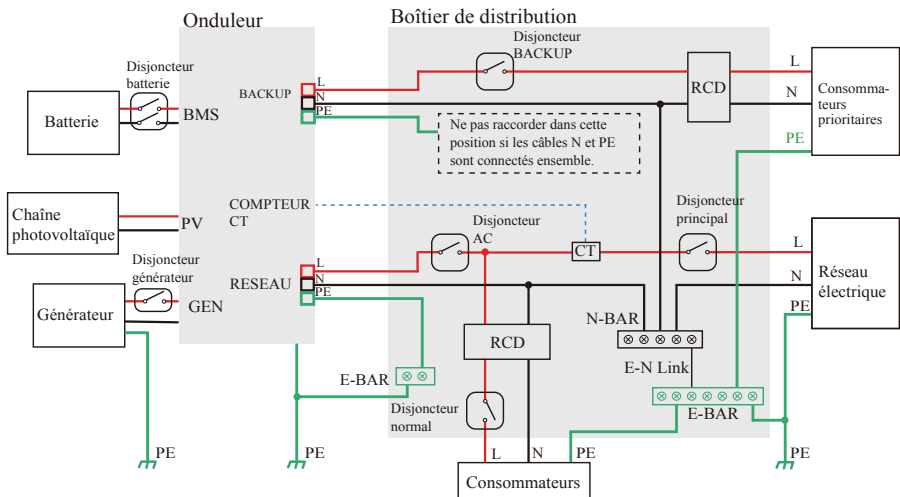 Onduleur
Boîtier de distribution
Disjoncteur
batterie
Batterie
BMS
BACKUP
L
N
PE
Disjoncteur
BACKUP
RCD
L
N
PE
Consomma-
teurs
prioritaires
Ne pas raccorder dans cette
position si les câbles N et PE
sont connectés ensemble.
Chaîne
photovoltaïque
PV
COMPTEUR
CT
Disjoncteur
AC
CT
Disjoncteur
principal
L
N
PE
Réseau
électrique
Disjoncteur
générateur
Générateur
GEN
RESEAU
L
N
PE
N-BAR
RCD
E-N Link
E-BAR
E-BAR
Disjoncteur
normal
PE
PE
L
N
PE
PE
Consommateurs